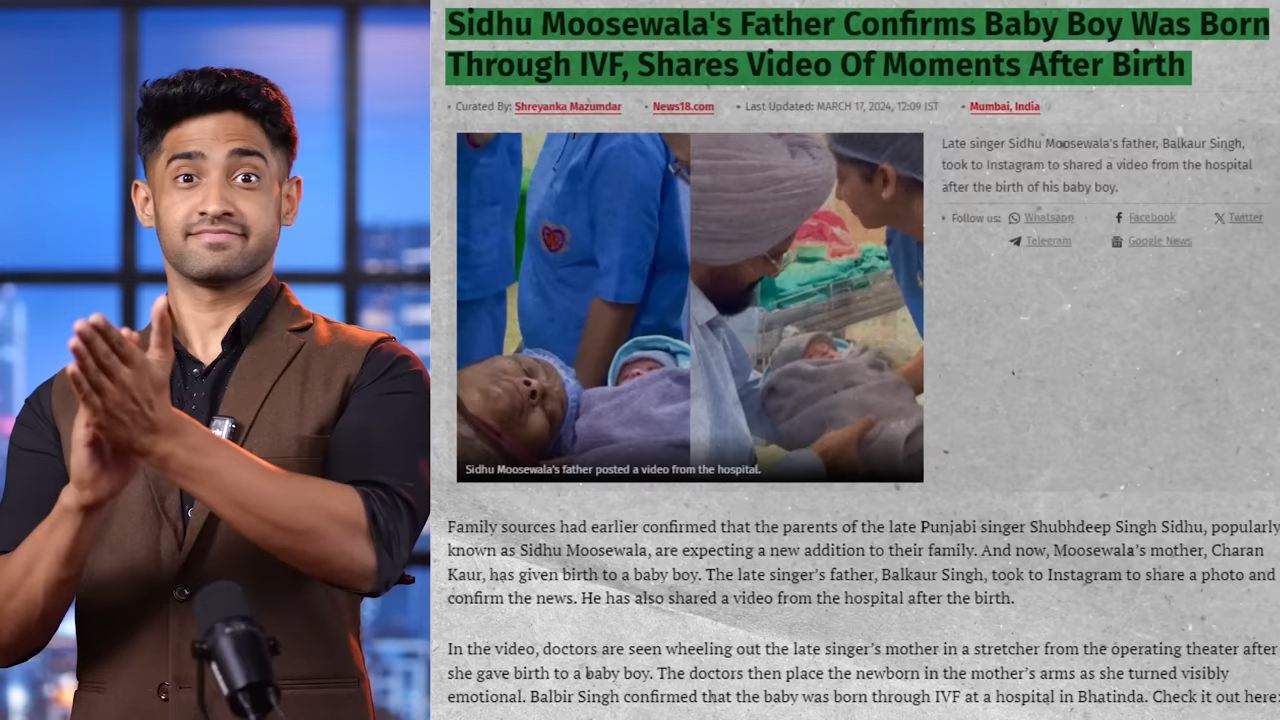 Sidhu Moosewala's Father Confirms Baby Boy Was Born
Through IVF, Shares Video Of Moments After Birth
• Curated By: Shreyanka Mazumdar • News18.com • Last Updated: MARCH 17, 2024, 12:09 IST • Mumbai, India
Late singer Sidhu Moosewala's father, Balkaur Singh,
took to Instagram to shared a video from the hospital
after the birth of his baby boy.
• Follow us: Whatsapp Facebook Twitter
Telegram Google News
Sidhu Moosewala's father posted a video from the hospital.
Family sources had earlier confirmed that the parents of the late Punjabi singer Shubhdeep Singh Sidhu, popularly
known as Sidhu Moosewala, are expecting a new addition to their family. And now, Moosewala's mother, Charan
Kaur, has given birth to a baby boy. The late singer's father, Balkaur Singh, took to Instagram to share a photo and
confirm the news. He has also shared a video from the hospital after the birth.
In the video, doctors are seen wheeling out the late singer's mother in a stretcher from the operating theater after
she gave birth to a baby boy. The doctors then place the newborn in the mother's arms as she turned visibly
emotional. Balbir Singh confirmed that the baby was born through IVF at a hospital in Bhatinda. Check it out here: